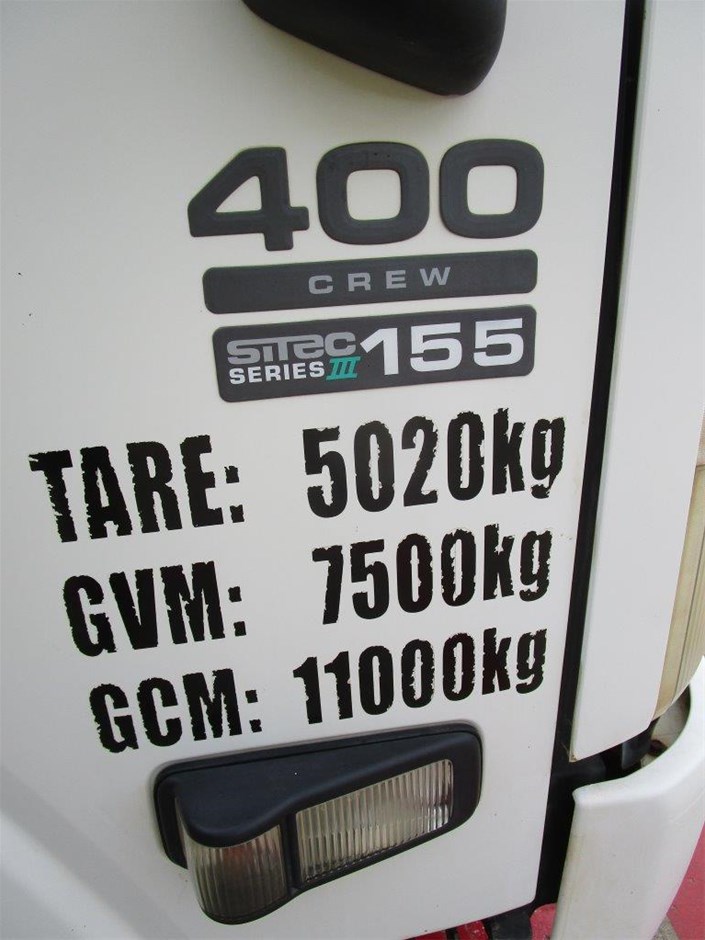 400
CREW
SiTEC
SERIES III 155
TARE: 5020kg
GVM: 7500kg
GCM: 11000kg